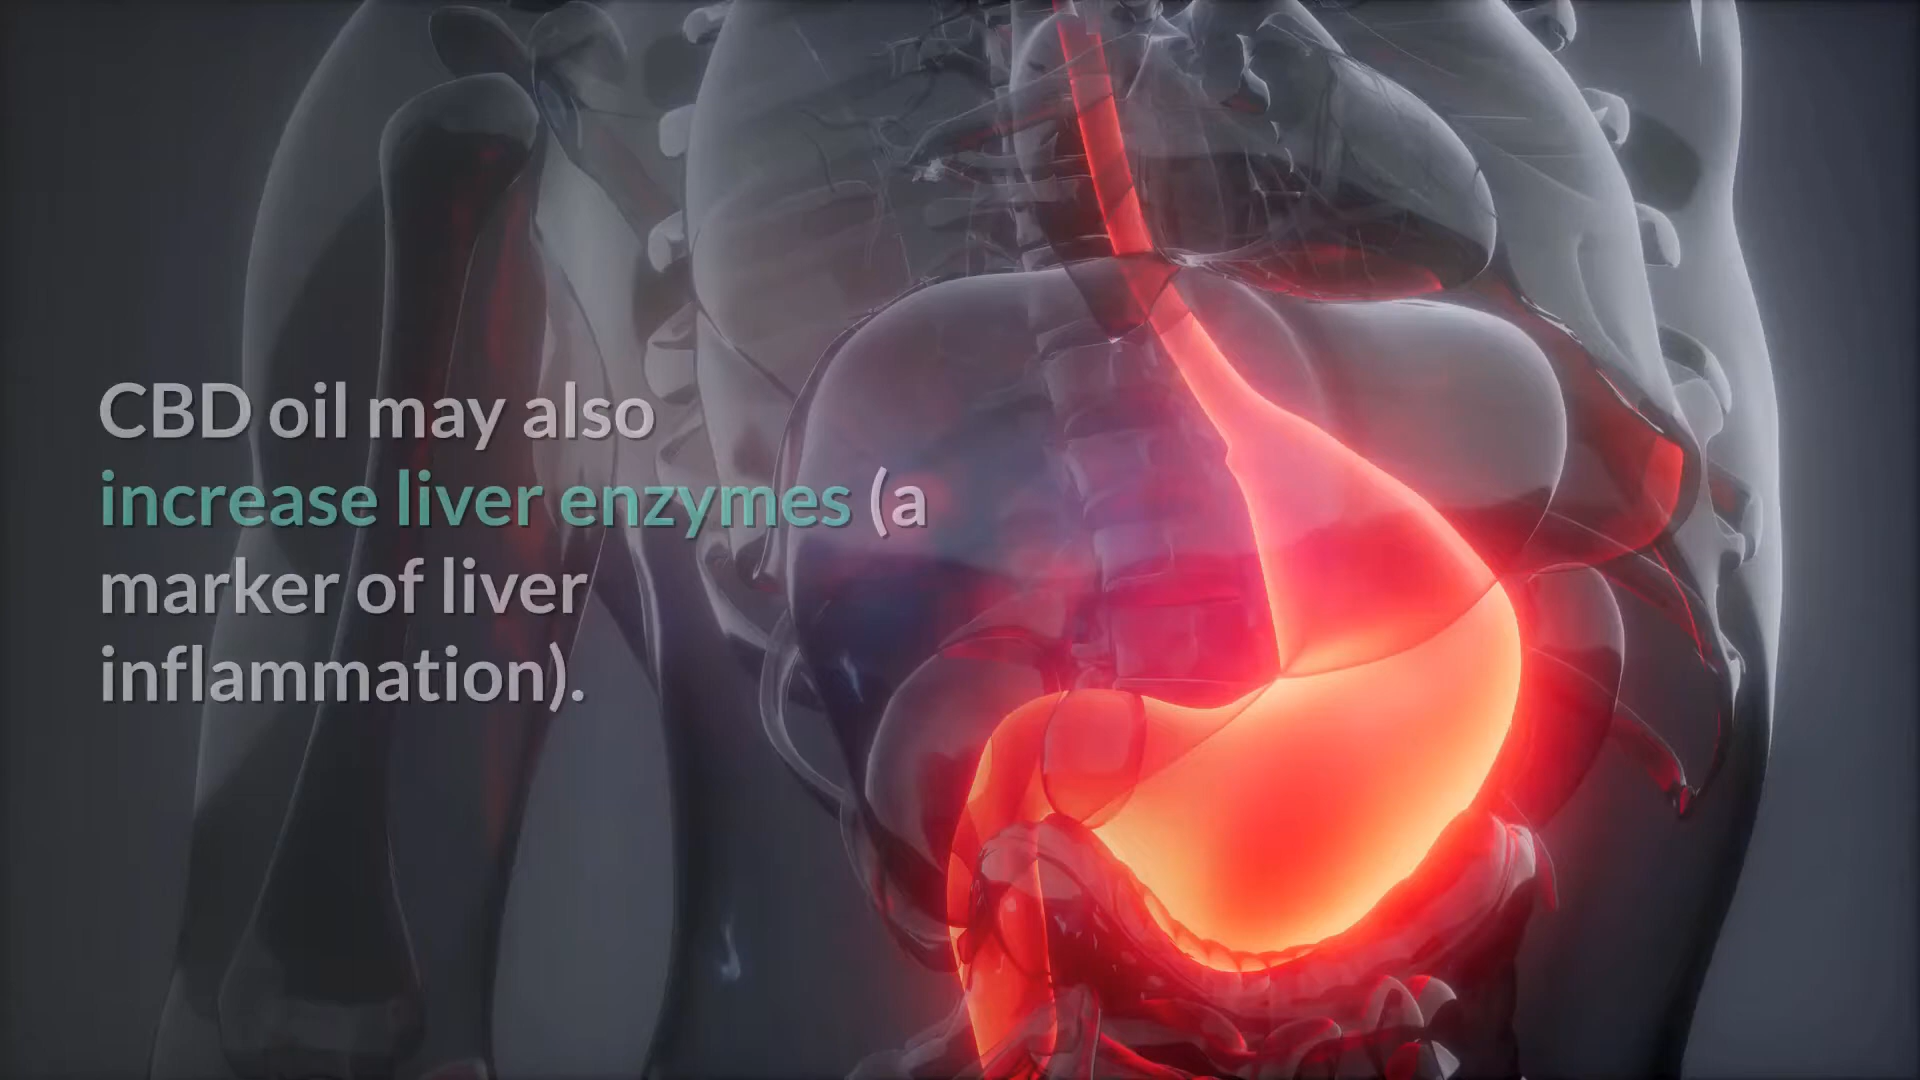 CBD oil may also
increase liver enzymes (a
marker of liver
inflammation).